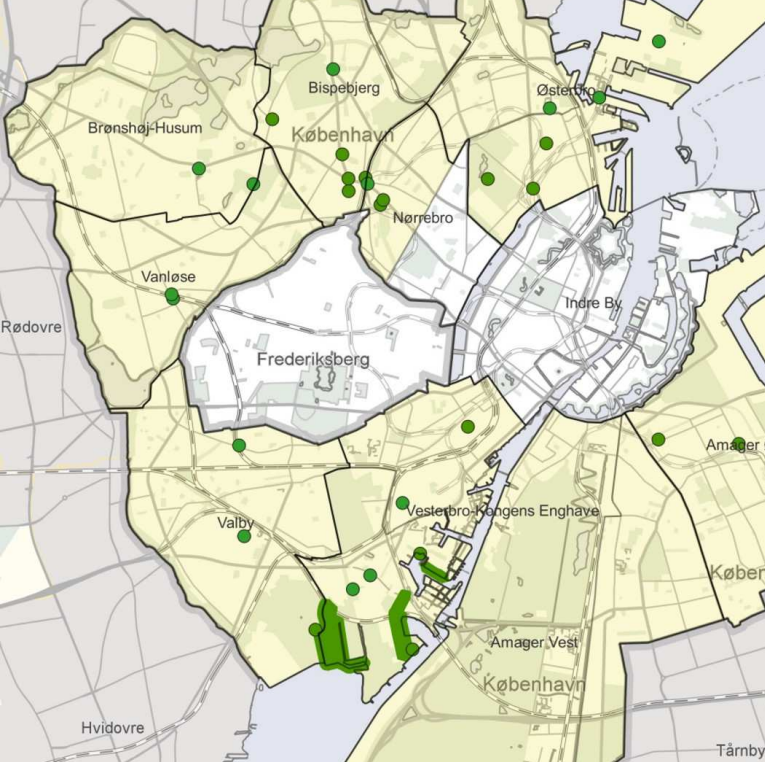 Bispebjerg
Østerbro
Brønshøj-Husum
København
Nørrebro
Vanløse
Indre By
Rødovre
Frederiksberg
Amager
Vesterbro-Kongens Enghave
Valby
Køben
Amager Vest
København
Hvidovre
Tårnby